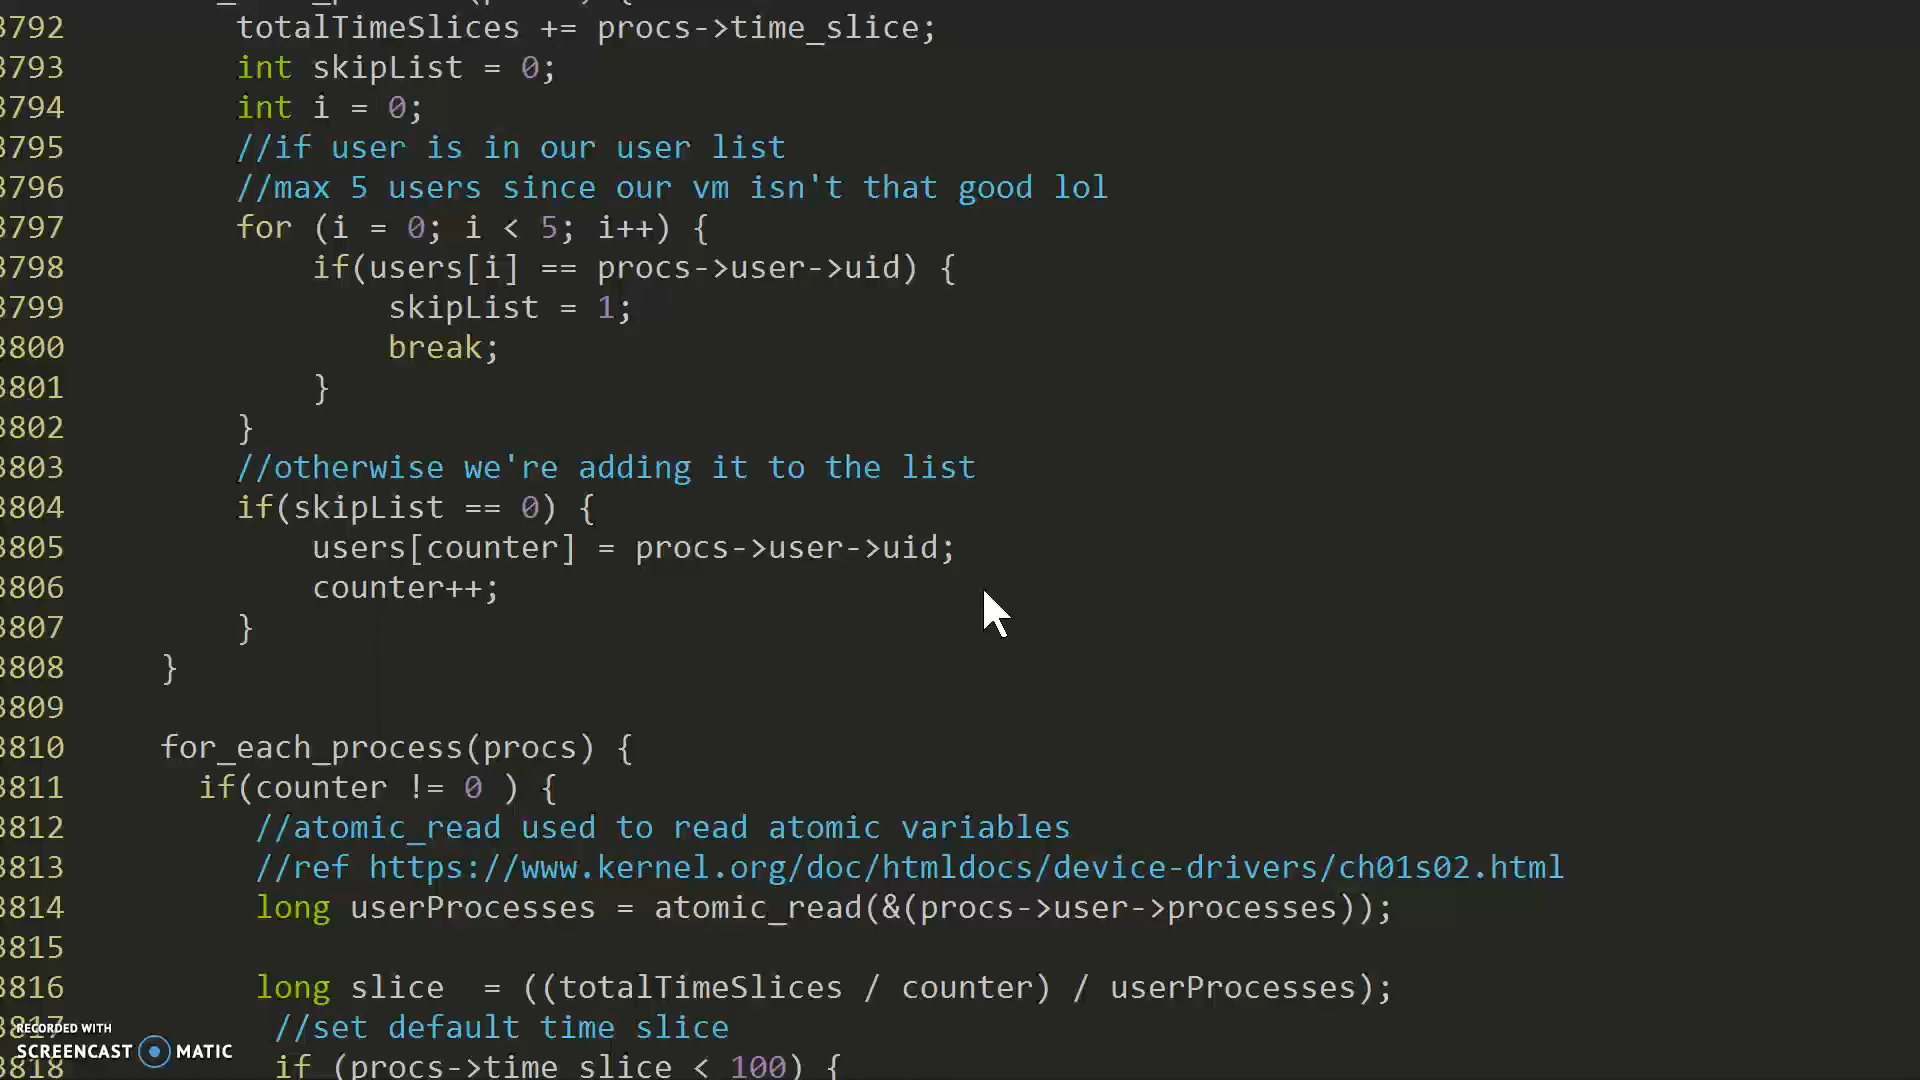 3792 totalTimeSlices += procs->time_slice;
3793 int skipList = 0;
3794 int i = 0;
3795 //if user is in our user list
3796 //max 5 users since our vm isn't that good lol
3797 for (i = 0; i < 5; i++) {
3798 if(users[i] == procs->user->uid) {
3799 skipList = 1;
3800 break;
3801 }
3802 }
3803 //otherwise we're adding it to the list
3804 if(skipList == 0) {
3805 users[counter] = procs->user->uid;
3806 counter++;
3807 }
3808 }
3809
3810 for_each_process(procs) {
3811 if(counter != 0 ) {
3812 //atomic_read used to read atomic variables
3813 //ref https://www.kernel.org/doc/htmldocs/device-drivers/ch01s02.html
3814 long userProcesses = atomic_read(&(procs->user->processes));
3815
3816 long slice  = ((totalTimeSlices / counter) / userProcesses);
3817 //set default time slice
3818 if (procs->time_slice < 100) {
RECORDED WITH
SCREENCAST MATIC